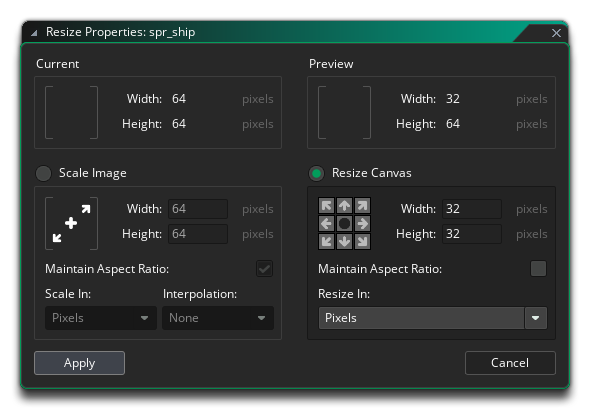 Resize Properties: spr_ship
Current
Width: 64 pixels
Height: 64 pixels
Preview
Width: 32 pixels
Height: 64 pixels
Scale Image
Width: 64 pixels
Height: 64 pixels
Maintain Aspect Ratio:
Scale In: Interpolation:
Pixels None
Resize Canvas
Width: 32 pixels
Height: 32 pixels
Maintain Aspect Ratio:
Resize In:
Pixels
Apply
Cancel